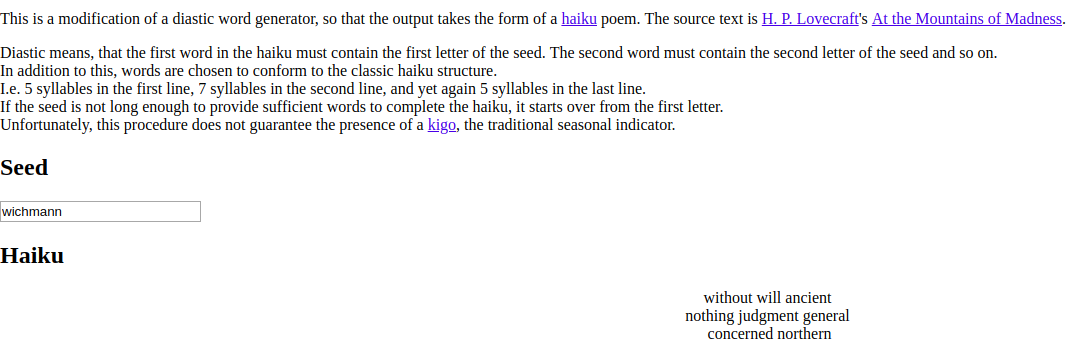 This is a modification of a diastic word generator, so that the output takes the form of a haiku poem. The source text is H. P. Lovecraft's At the Mountains of Madness.
Diastic means, that the first word in the haiku must contain the first letter of the seed. The second word must contain the second letter of the seed and so on.
In addition to this, words are chosen to conform to the classic haiku structure.
I.e. 5 syllables in the first line, 7 syllables in the second line, and yet again 5 syllables in the last line.
If the seed is not long enough to provide sufficient words to complete the haiku, it starts over from the first letter.
Unfortunately, this procedure does not guarantee the presence of a kigo, the traditional seasonal indicator.
Seed
wichmann
Haiku
without will ancient
nothing judgment general
concerned northern